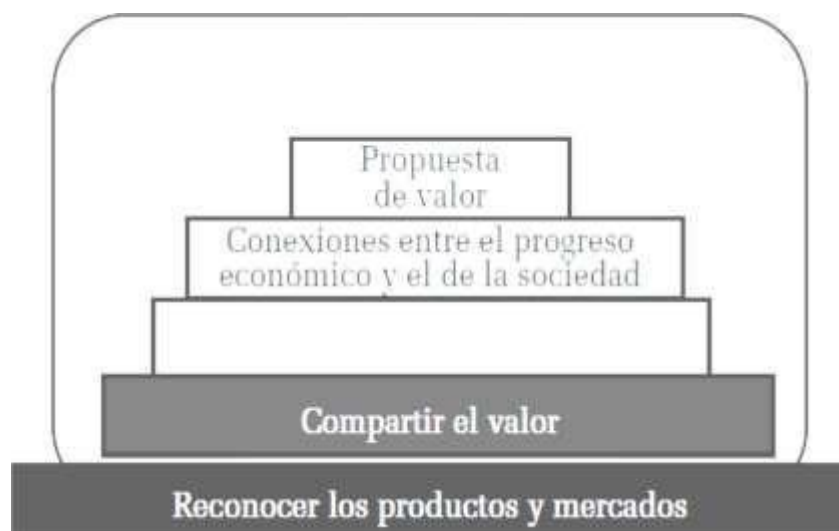 Propuesta
de valor
Conexiones entre el progreso
económico y el de la sociedad
Compartir el valor
Reconocer los productos y mercados